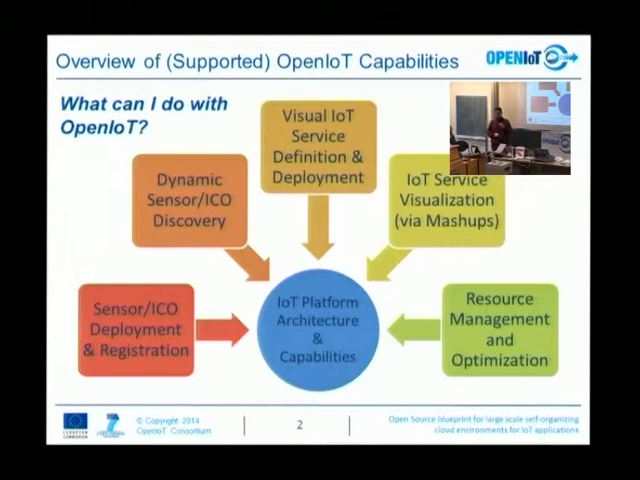 Overview of (Supported) OpenIoT Capabilities
OPENIoT
What can I do with
OpenIoT?
Visual IoT
Service
Definition &
Deployment
Dynamic
Sensor/ICO
Discovery
IoT Service
Visualization
(via Mashups)
Sensor/ICO
Deployment
& Registration
IoT Platform
Architecture
&
Capabilities
Resource
Management
and
Optimization
EUROPEAN
COMMISSION
© Copyright 2014
OpenIoT Consortium
2
Open Source blueprint for large scale self-organizing
cloud environments for IoT applications